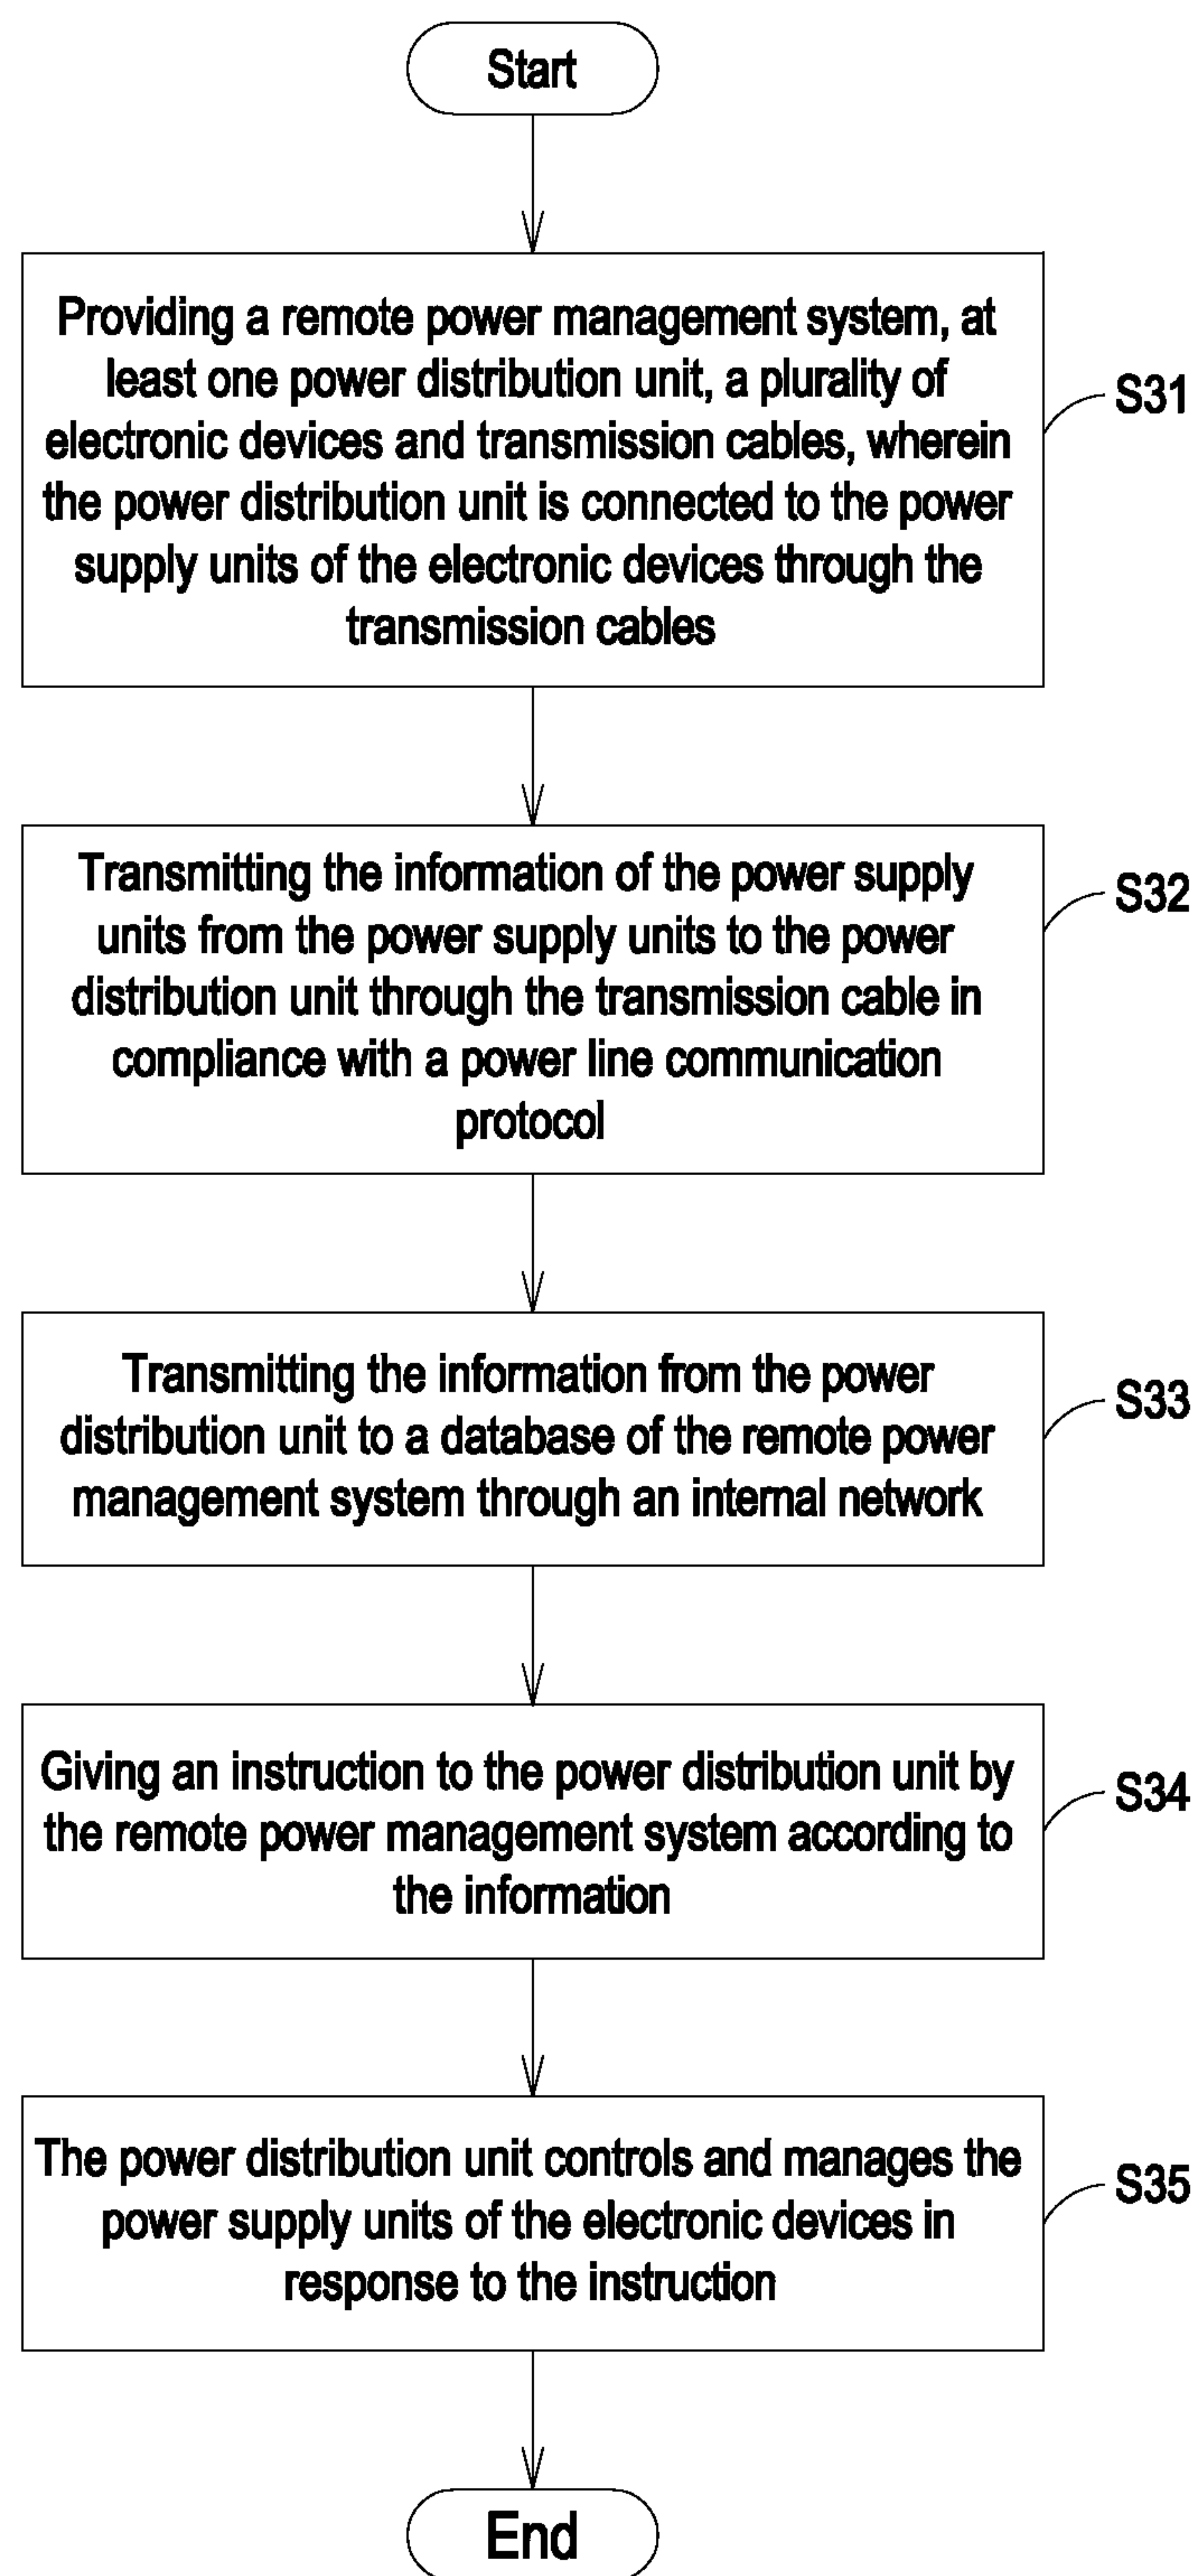 Start
Providing a remote power management system, at
least one power distribution unit, a plurality of
electronic devices and transmission cables, wherein
the power distribution unit is connected to the power
supply units of the electronic devices through the
transmission cables
S31
Transmitting the information of the power supply
units from the power supply units to the power
distribution unit through the transmission cable in
compliance with a power line communication
protocol
S32
Transmitting the information from the power
distribution unit to a database of the remote power
management system through an internal network
S33
Giving an instruction to the power distribution unit by
the remote power management system according to
the information
S34
The power distribution unit controls and manages the
power supply units of the electronic devices in
response to the instruction
S35
End